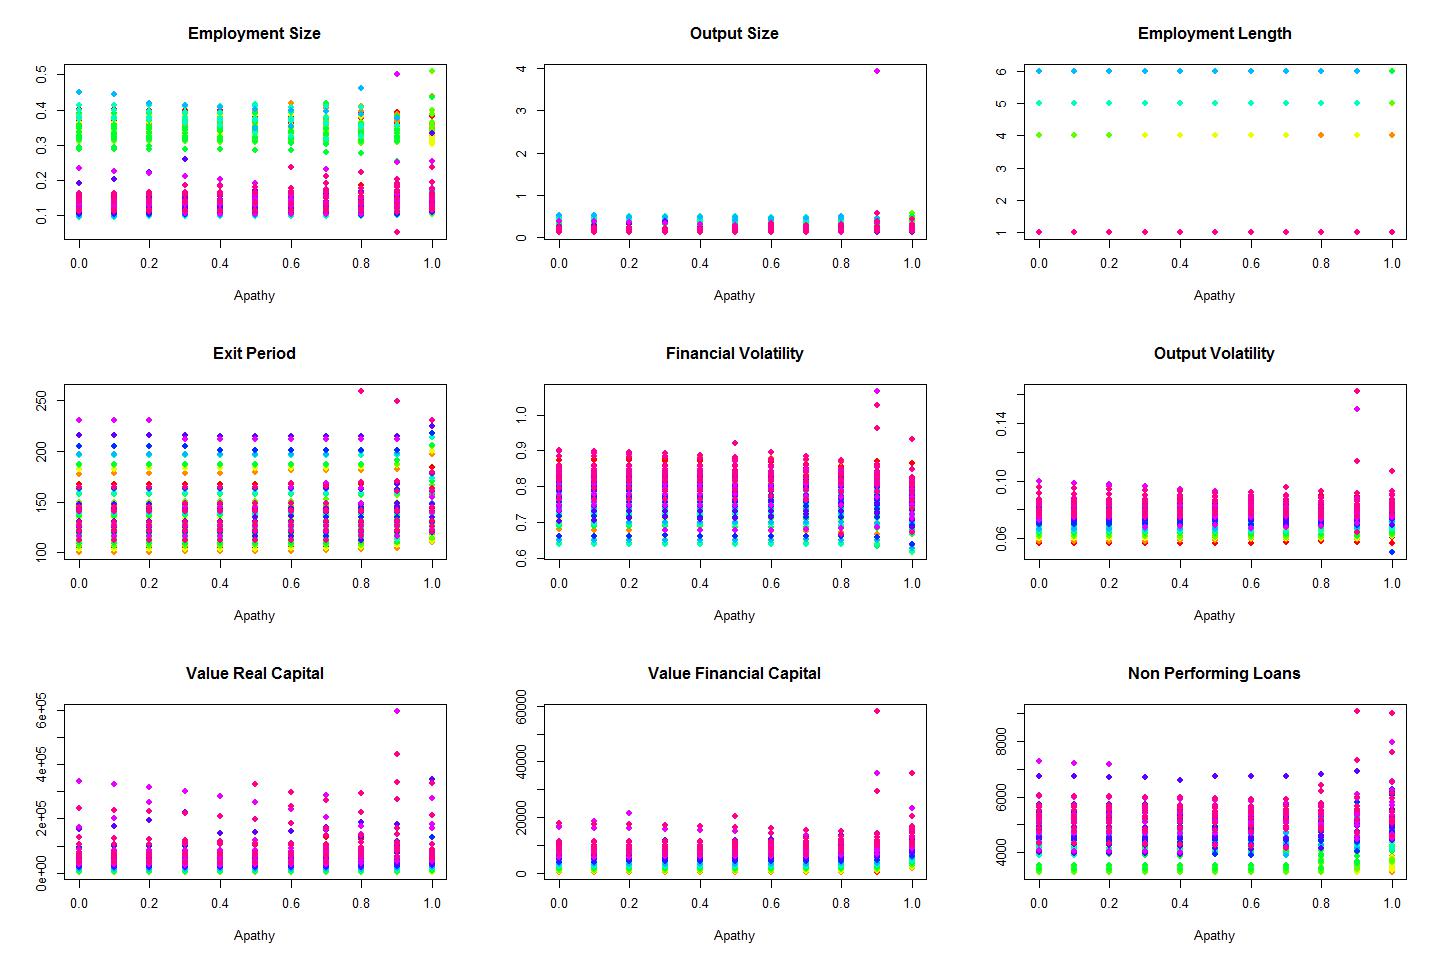 Employment Size
Output Size
Employment Length
0.5
0.4
0.3
0.2
0.1
4
3
2
1
0
6
5
4
3
2
1
0.0 0.2 0.4 0.6 0.8 1.0
0.0 0.2 0.4 0.6 0.8 1.0
0.0 0.2 0.4 0.6 0.8 1.0
Apathy
Apathy
Apathy
Exit Period
Financial Volatility
Output Volatility
250
200
150
100
1.0
0.9
0.8
0.7
0.6
0.14
0.10
0.06
0.0 0.2 0.4 0.6 0.8 1.0
0.0 0.2 0.4 0.6 0.8 1.0
0.0 0.2 0.4 0.6 0.8 1.0
Apathy
Apathy
Apathy
Value Real Capital
Value Financial Capital
Non Performing Loans
6e+05
4e+05
2e+05
0e+00
60000
40000
20000
0
8000
6000
4000
0.0 0.2 0.4 0.6 0.8 1.0
0.0 0.2 0.4 0.6 0.8 1.0
0.0 0.2 0.4 0.6 0.8 1.0
Apathy
Apathy
Apathy